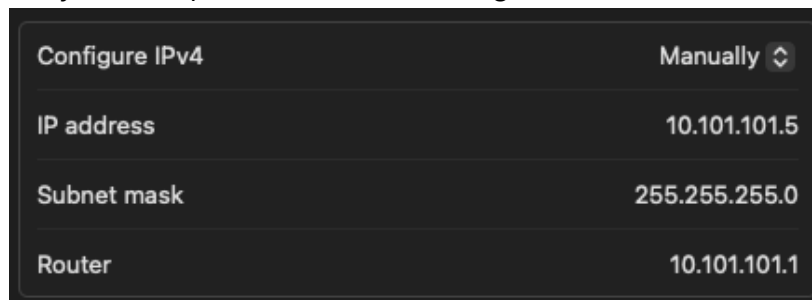 Configure IPv4 Manually
IP address 10.101.101.5
Subnet mask 255.255.255.0
Router 10.101.101.1